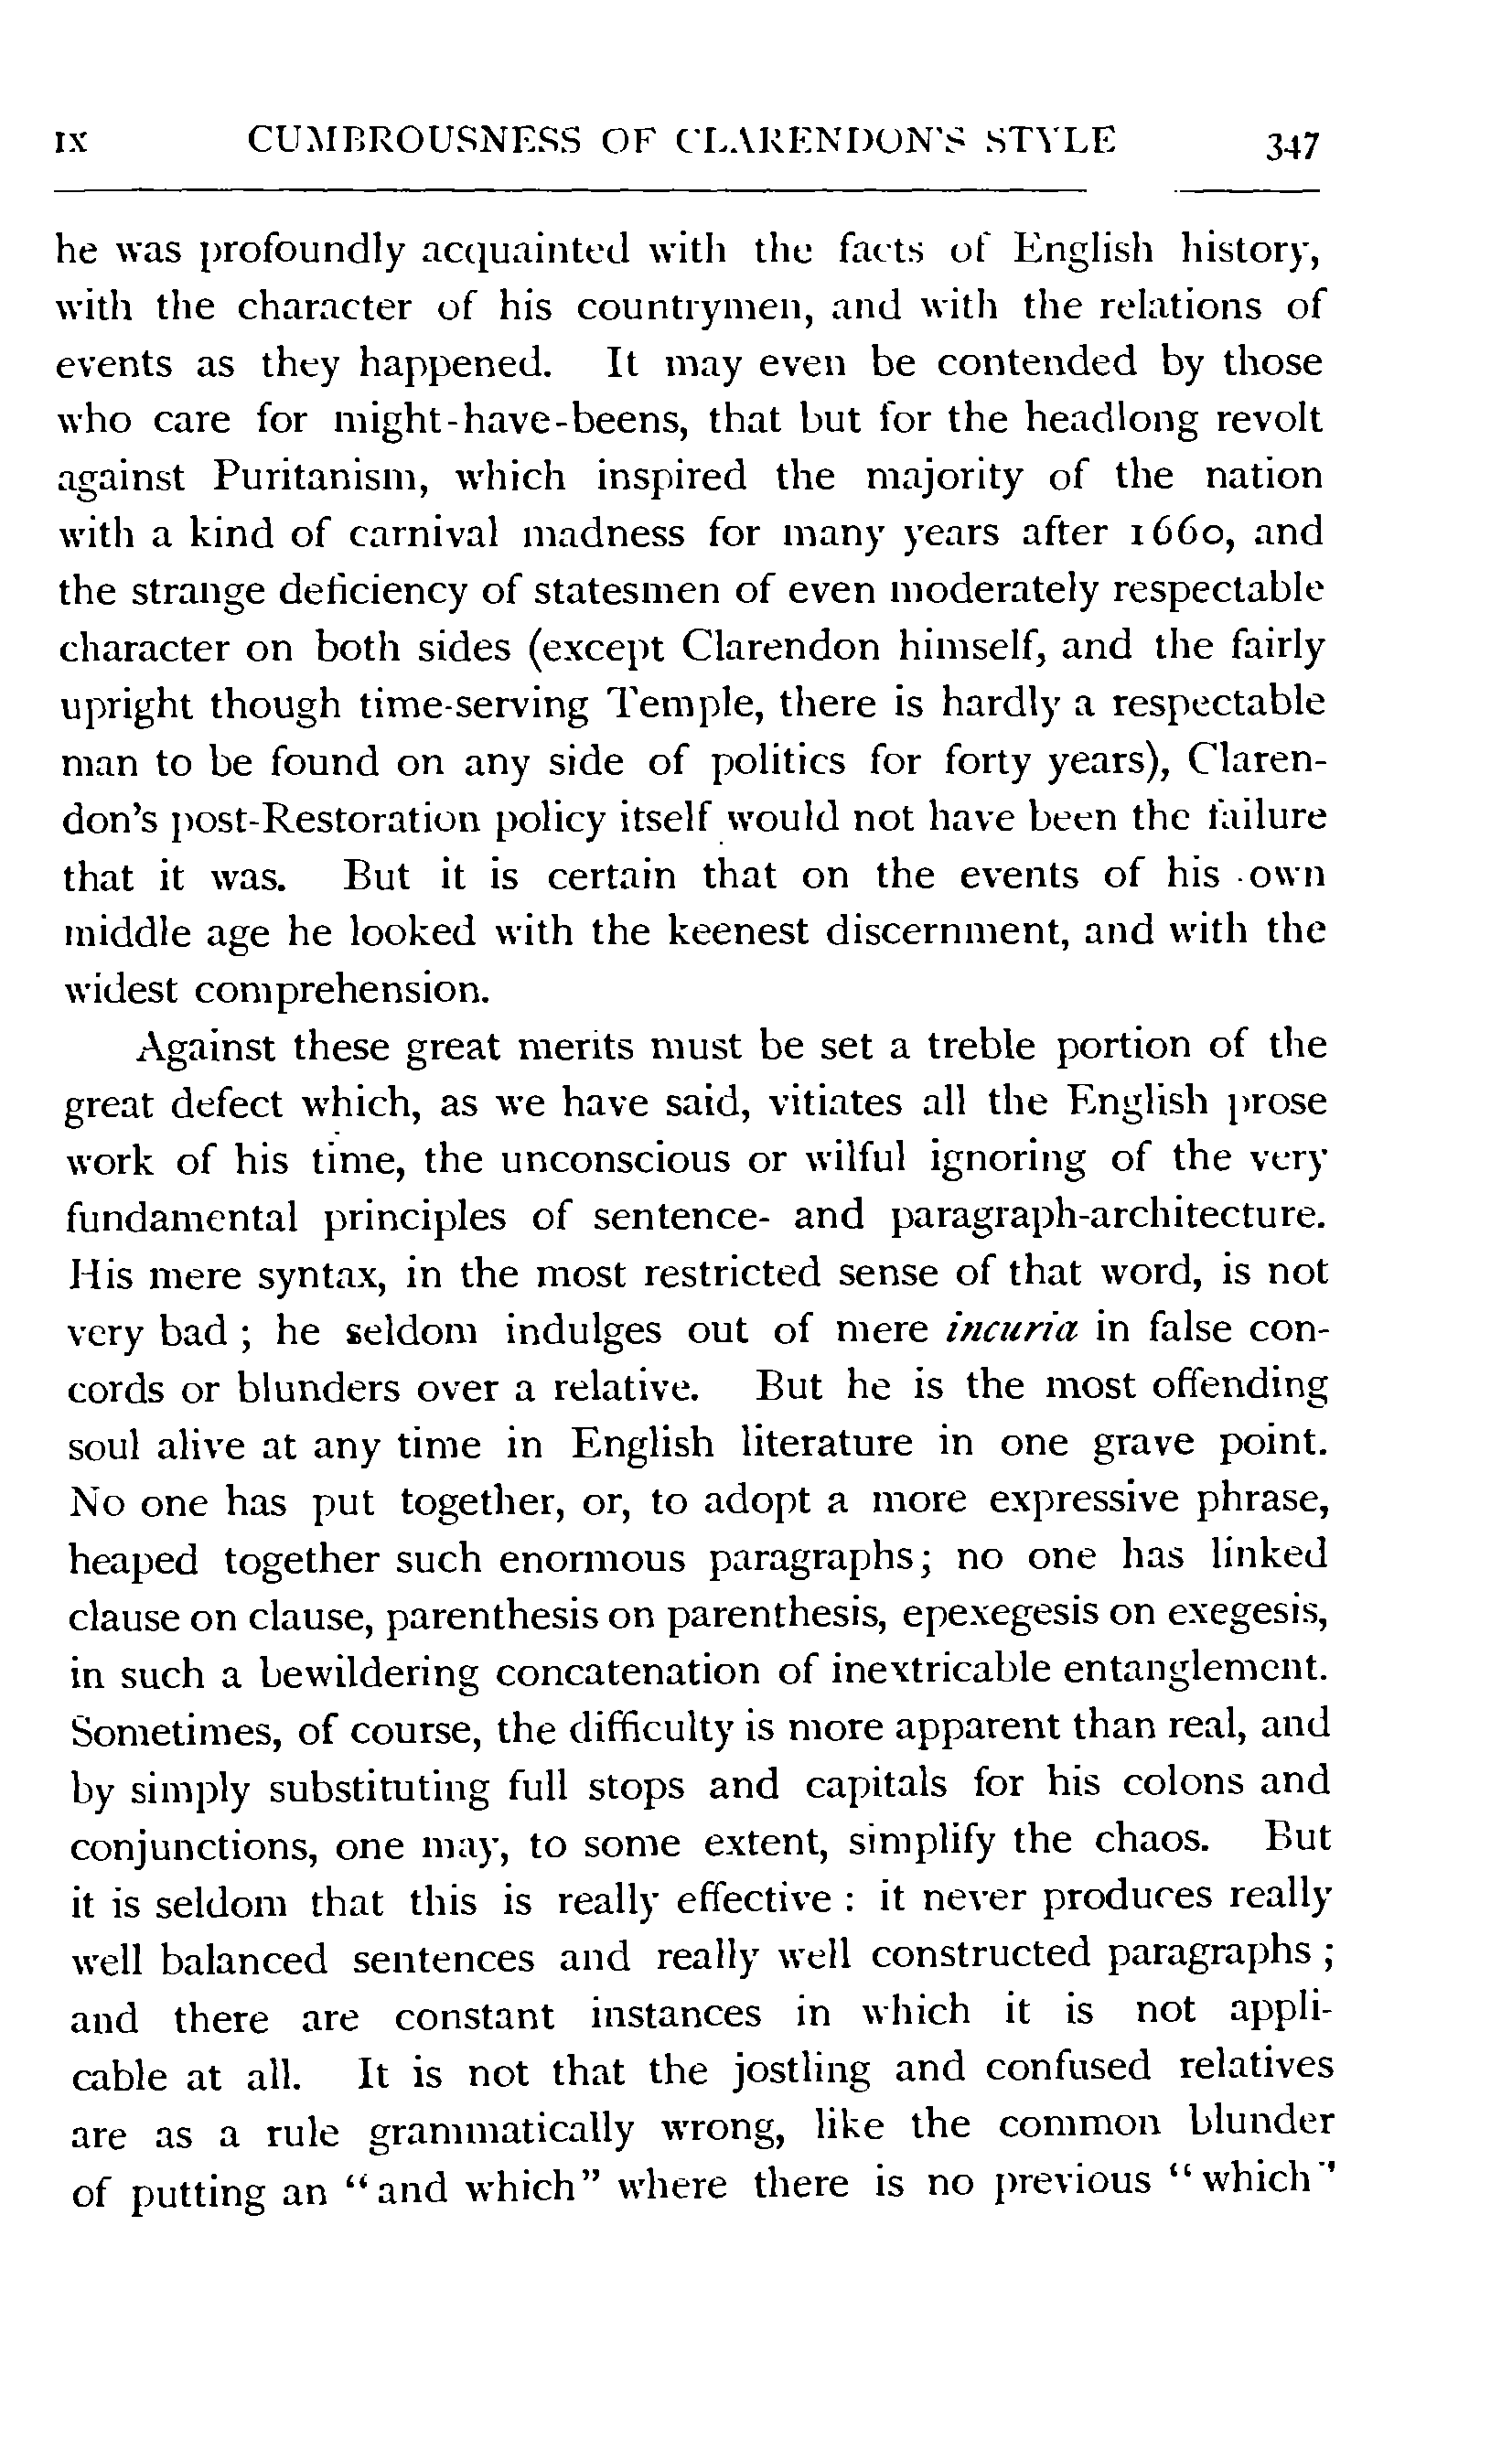 IX CUMBROUSNESS OF CLARENDON'S STYLE 347
he was profoundly acquainted with the facts of English history,
with the character of his countrymen, and with the relations of
events as they happened. It may even be contended by those
who care for might-have-beens, that but for the headlong revolt
against Puritanism, which inspired the majority of the nation
with a kind of carnival madness for many years after 1660, and
the strange deficiency of statesmen of even moderately respectable
character on both sides (except Clarendon himself, and the fairly
upright though time-serving Temple, there is hardly a respectable
man to be found on any side of politics for forty years), Claren-
don's post-Restoration policy itself would not have been the failure
that it was. But it is certain that on the events of his own
middle age he looked with the keenest discernment, and with the
widest comprehension.
Against these great merits must be set a treble portion of the
great defect which, as we have said, vitiates all the English prose
work of his time, the unconscious or wilful ignoring of the very
fundamental principles of sentence- and paragraph-architecture.
His mere syntax, in the most restricted sense of that word, is not
very bad ; he seldom indulges out of mere incuria in false con-
cords or blunders over a relative. But he is the most offending
soul alive at any time in English literature in one grave point.
No one has put together, or, to adopt a more expressive phrase,
heaped together such enormous paragraphs; no one has linked
clause on clause, parenthesis on parenthesis, epexegesis on exegesis,
in such a bewildering concatenation of inextricable entanglement.
Sometimes, of course, the difficulty is more apparent than real, and
by simply substituting full stops and capitals for his colons and
conjunctions, one may, to some extent, simplify the chaos. But
it is seldom that this is really effective : it never produces really
well balanced sentences and really well constructed paragraphs ;
and there are constant instances in which it is not appli-
cable at all. It is not that the jostling and confused relatives
are as a rule grammatically wrong, like the common blunder
of putting an "and which" where there is no previous "which"